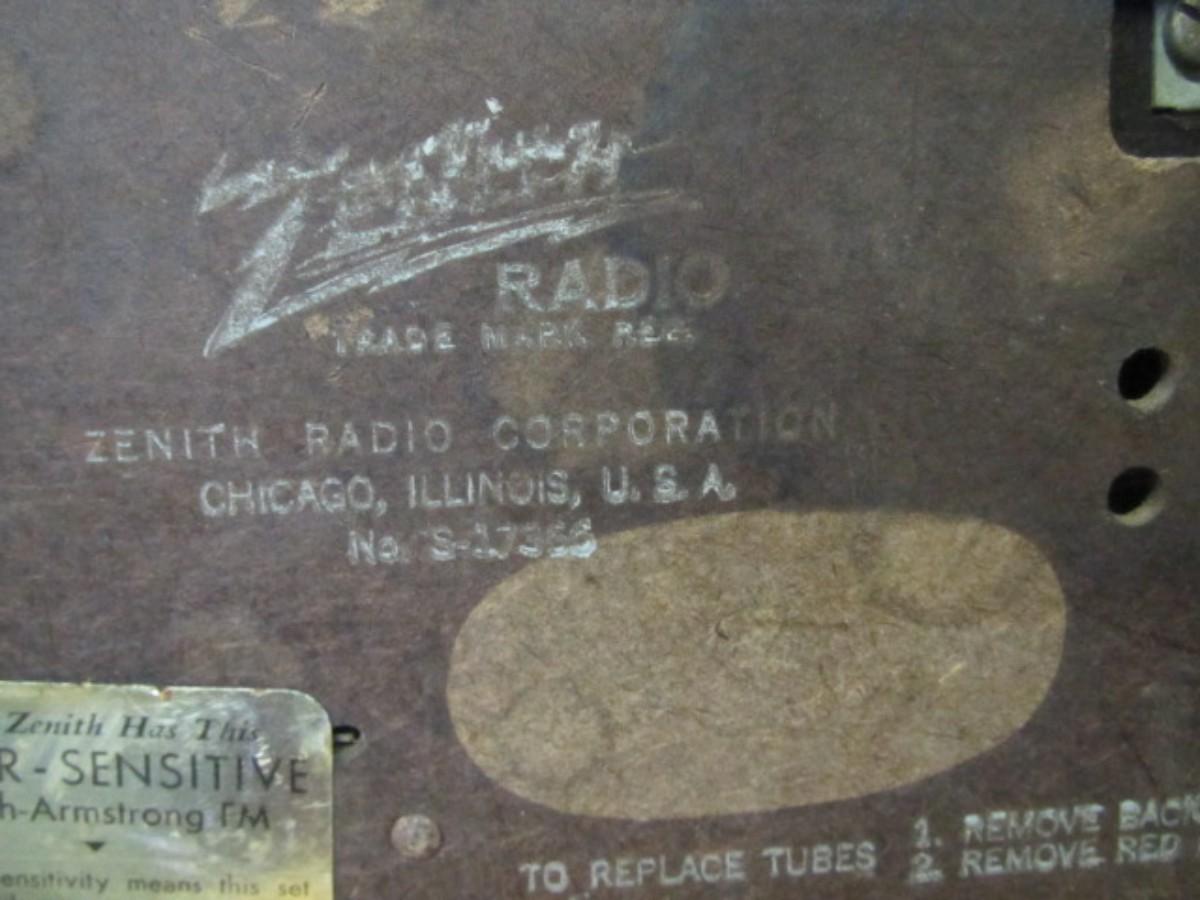 ZENITH
RADIO
TRADE MARK REG.
ZENITH RADIO CORPORATION
CHICAGO, ILLINOIS, U. S. A.
No.
Zenith Has This
R-SENSITIVE
h-Armstrong FM
ensitivity means this set
TO REPLACE TUBES
1. REMOVE BACK
2. REMOVE RED